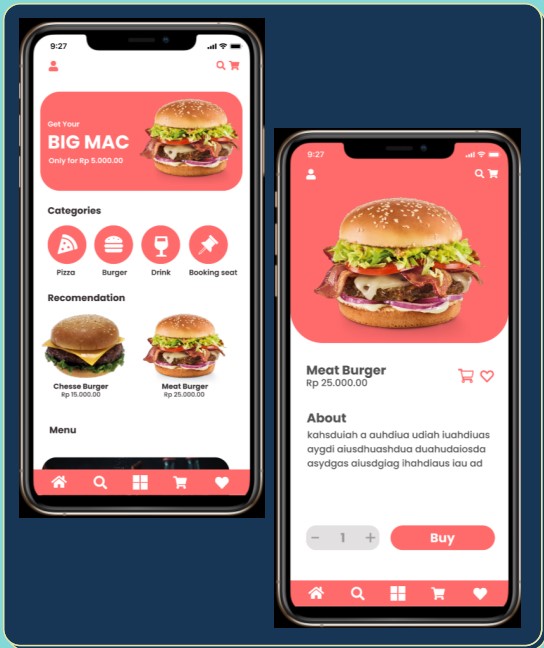 9:27
Get Your
BIG MAC
Only for Rp 5.000.00
Categories
Pizza Burger Drink Booking seat
Recomendation
Chesse Burger Meat Burger
Rp 15.000.00 Rp 25.000.00
Menu
9:27
Meat Burger
Rp 25.000.00
About
kahsduiah a auhdiua udiah iuahdiuas
aygdi aiusdhuashdua duahudaiosda
asydgas aiusdgiag ihahdiaus iau ad
− 1 +
Buy